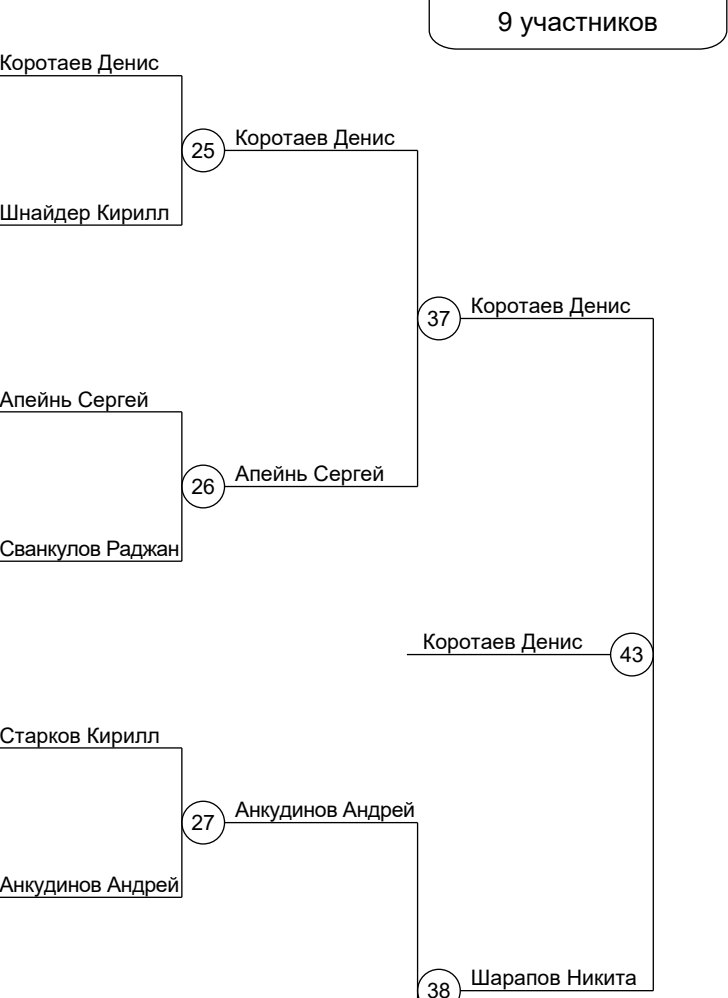 9 участников
Коротаев Денис
25
Коротаев Денис
Шнайдер Кирилл
37
Коротаев Денис
Апейнь Сергей
26
Апейнь Сергей
Сванкулов Раджан
Коротаев Денис
43
Старков Кирилл
27
Анкудинов Андрей
Анкудинов Андрей
38
Шарапов Никита